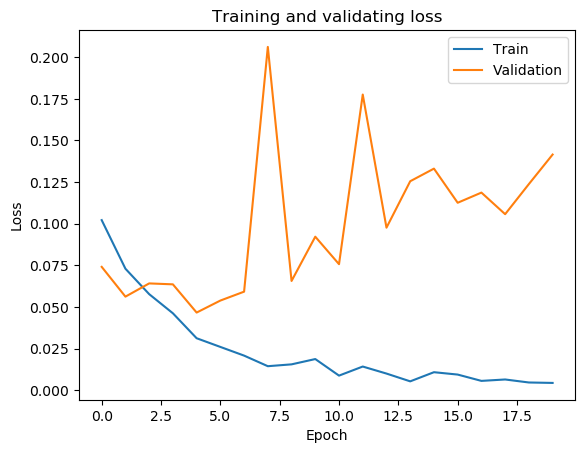 Training and validating loss
Train
Validation
0.200
0.175
0.150
0.125
0.100
0.075
0.050
0.025
0.000
Loss
0.0 2.5 5.0 7.5 10.0 12.5 15.0 17.5
Epoch